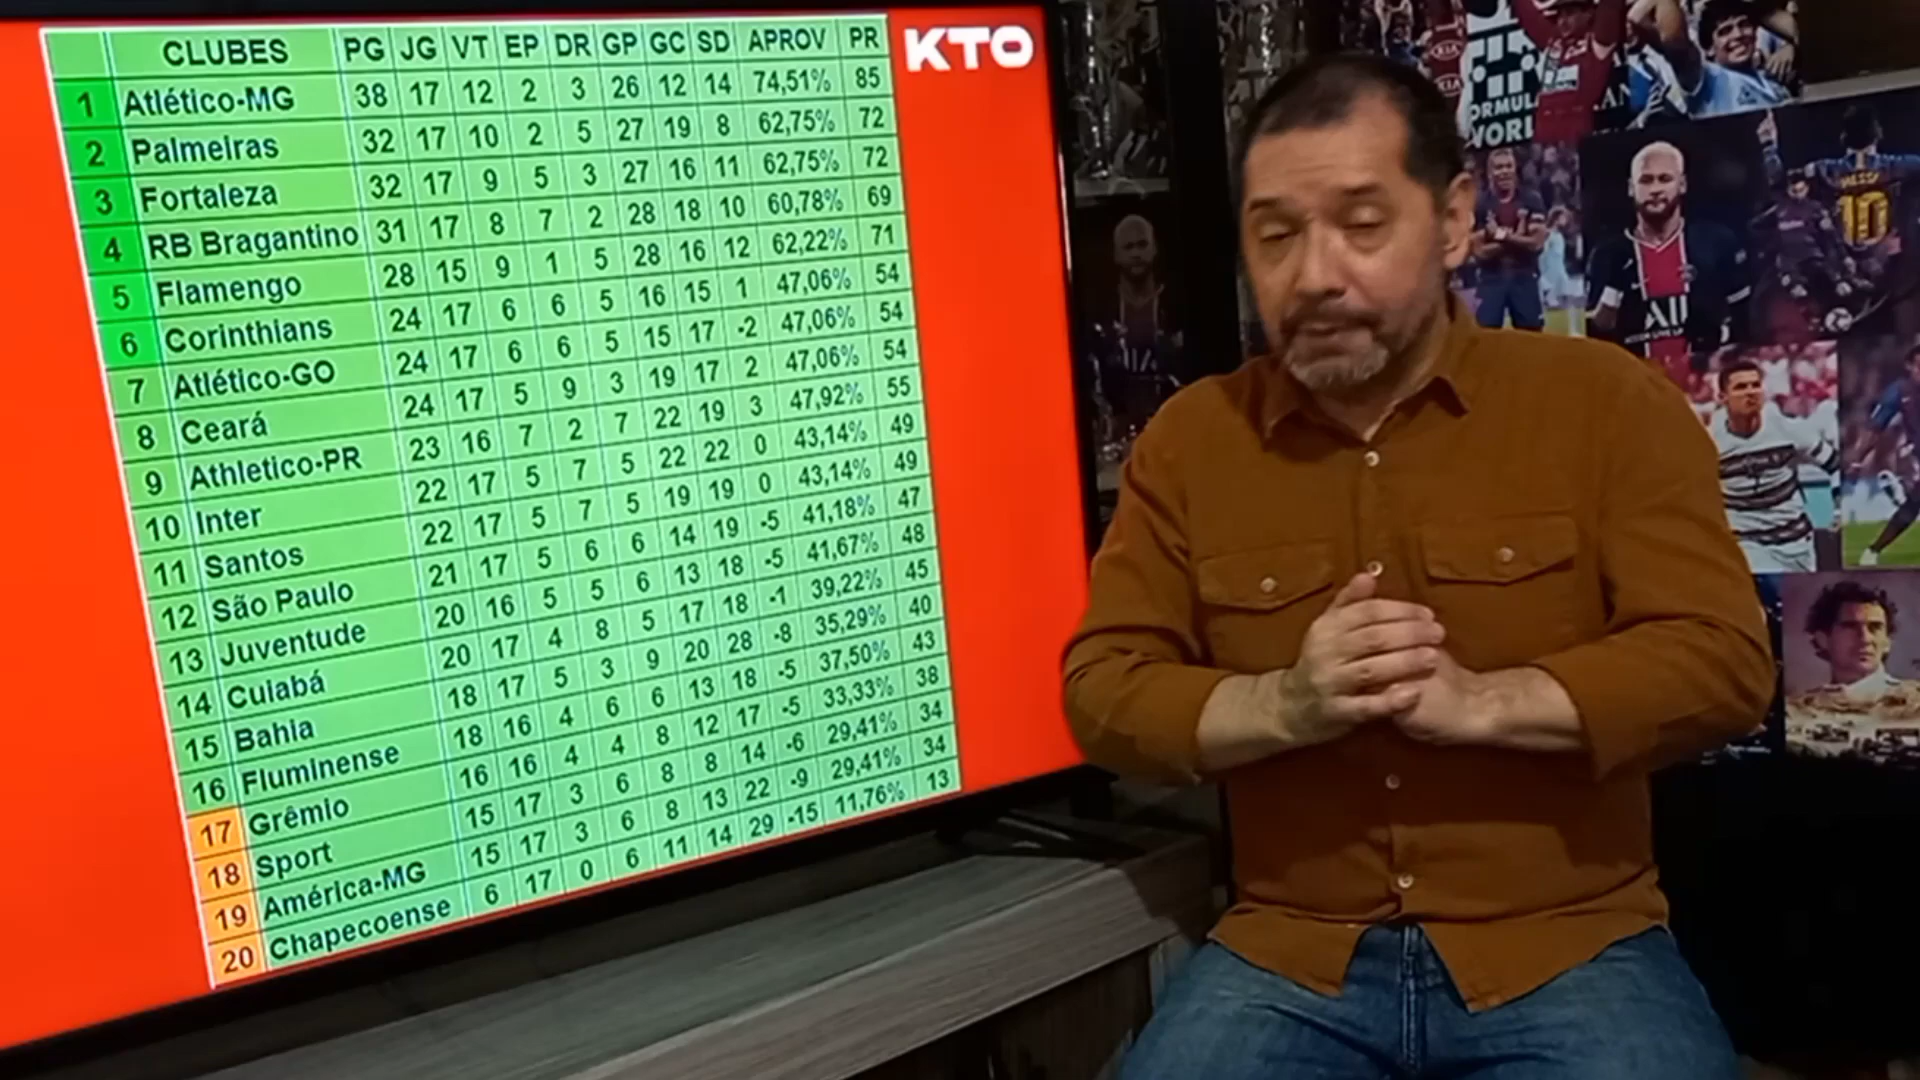 CLUBES PG JG VT EP DR GP GC SD APROV PR
1 Atlético-MG 38 17 12 2 3 26 12 14 74,51% 85
2 Palmeiras 32 17 10 2 5 27 19 8 62,75% 72
3 Fortaleza 32 17 9 5 3 27 16 11 62,75% 72
4 RB Bragantino 31 17 8 7 2 28 18 10 60,78% 69
5 Flamengo 28 15 9 1 5 28 16 12 62,22% 71
6 Corinthians 24 17 6 6 5 16 15 1 47,06% 54
7 Atlético-GO 24 17 6 6 5 15 17 -2 47,06% 54
8 Ceará 24 17 5 9 3 19 17 2 47,06% 54
9 Athletico-PR 23 16 7 2 7 22 19 3 47,92% 55
10 Inter 22 17 5 7 5 22 22 0 43,14% 49
11 Santos 22 17 5 7 5 19 19 0 43,14% 49
12 São Paulo 21 17 5 6 6 14 19 -5 41,18% 47
13 Juventude 20 16 5 5 6 13 18 -5 41,67% 48
14 Cuiabá 20 17 4 8 5 17 18 -1 39,22% 45
15 Bahia 18 17 5 3 9 20 28 -8 35,29% 40
16 Fluminense 18 16 4 6 6 13 18 -5 37,50% 43
17 Grêmio 16 16 4 4 8 12 17 -5 33,33% 38
18 Sport 15 17 3 6 8 8 14 -6 29,41% 34
19 América-MG 15 17 3 6 8 13 22 -9 29,41% 34
20 Chapecoense 6 17 0 6 11 14 29 -15 11,76% 13
KTO
KIA
KIA
FORMULA
WORL
MESSI
10